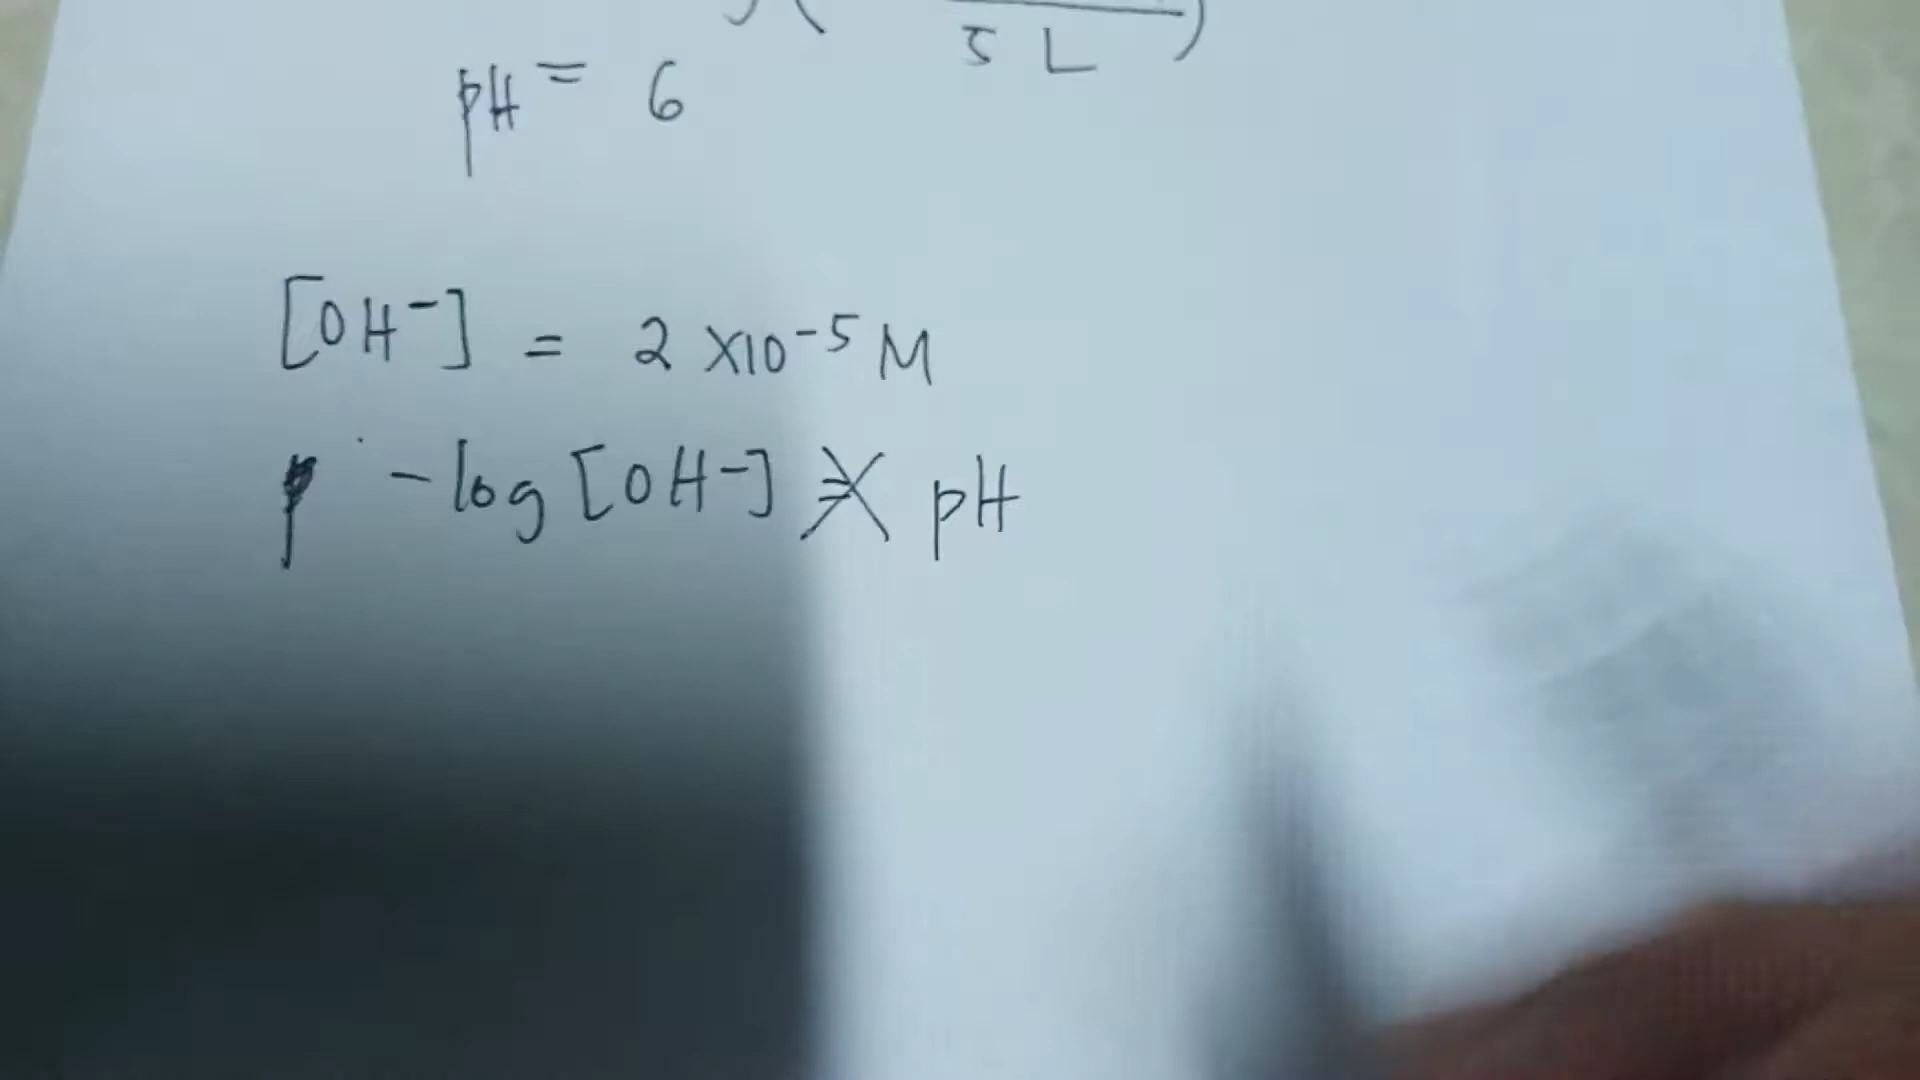 5 L )
pH = 6
[OH⁻] = 2 x10⁻⁵ M
p -log [OH⁻] = pH